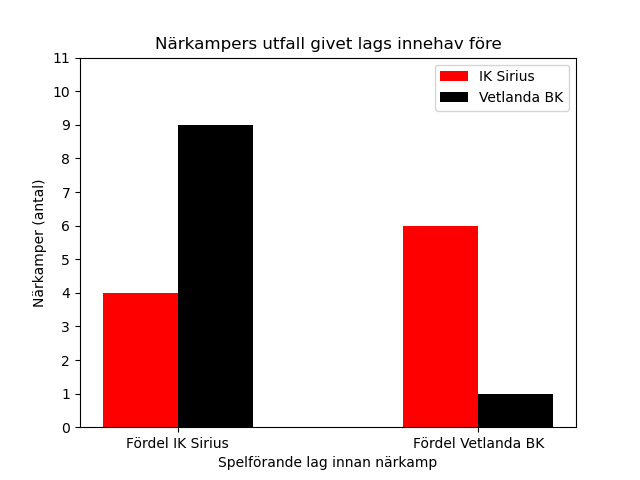 Närkampers utfall givet lags innehav före
IK Sirius
Vetlanda BK
Närkamper (antal)
11
10
9
8
7
6
5
4
3
2
1
0
Fördel IK Sirius
Fördel Vetlanda BK
Spelförande lag innan närkamp